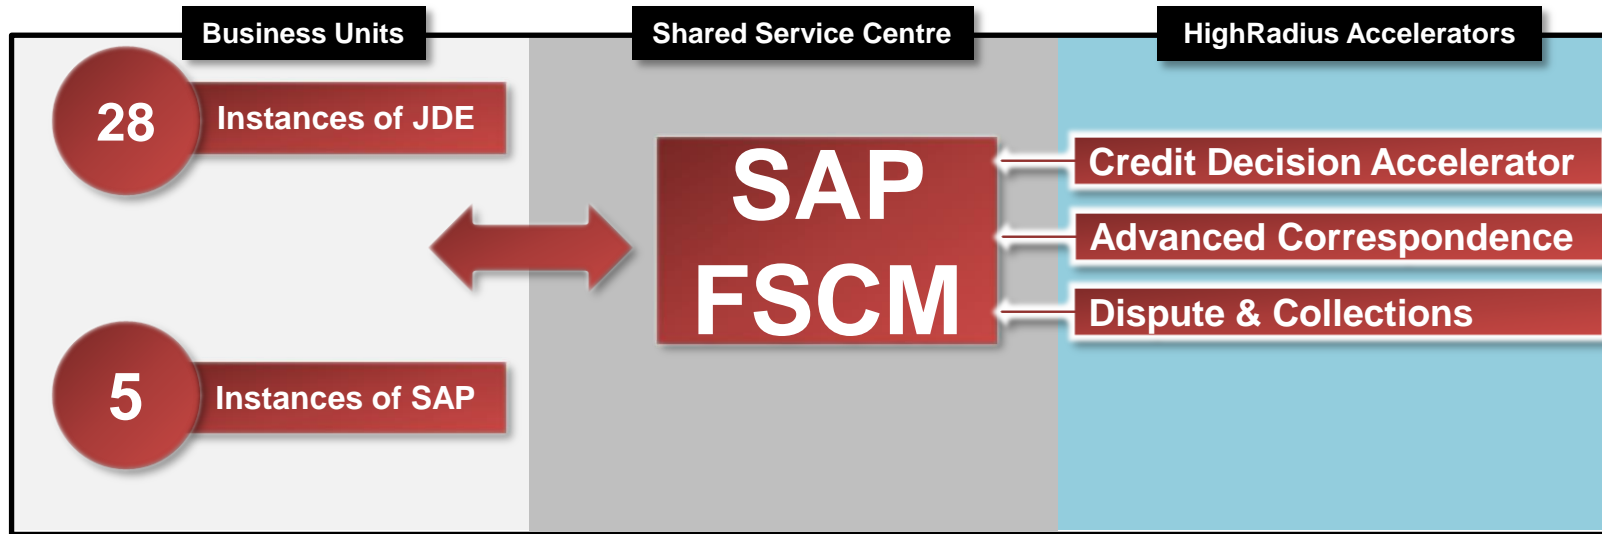 Business Units
Shared Service Centre
HighRadius Accelerators
28
Instances of JDE
5
Instances of SAP
SAP
FSCM
Credit Decision Accelerator
Advanced Correspondence
Dispute & Collections